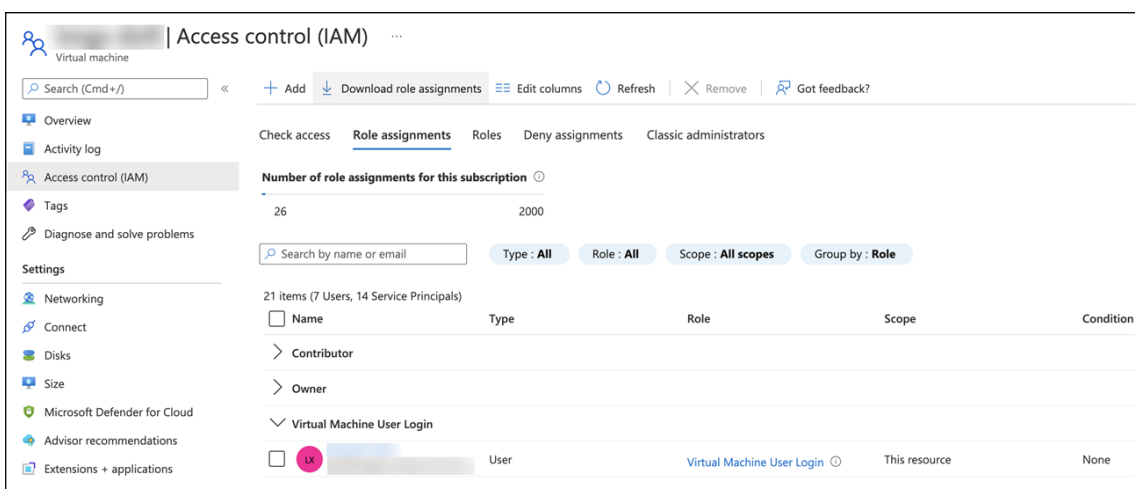 | Access control (IAM) ...
Virtual machine
Search (Cmd+/) «
Add Download role assignments Edit columns Refresh Remove Got feedback?
Overview
Activity log
Access control (IAM)
Tags
Diagnose and solve problems
Settings
Networking
Connect
Disks
Size
Microsoft Defender for Cloud
Advisor recommendations
Extensions + applications
Check access Role assignments Roles Deny assignments Classic administrators
Number of role assignments for this subscription
26 2000
Search by name or email Type : All Role : All Scope : All scopes Group by : Role
21 items (7 Users, 14 Service Principals)
Name Type Role Scope Condition
Contributor
Owner
Virtual Machine User Login
LX User Virtual Machine User Login This resource None